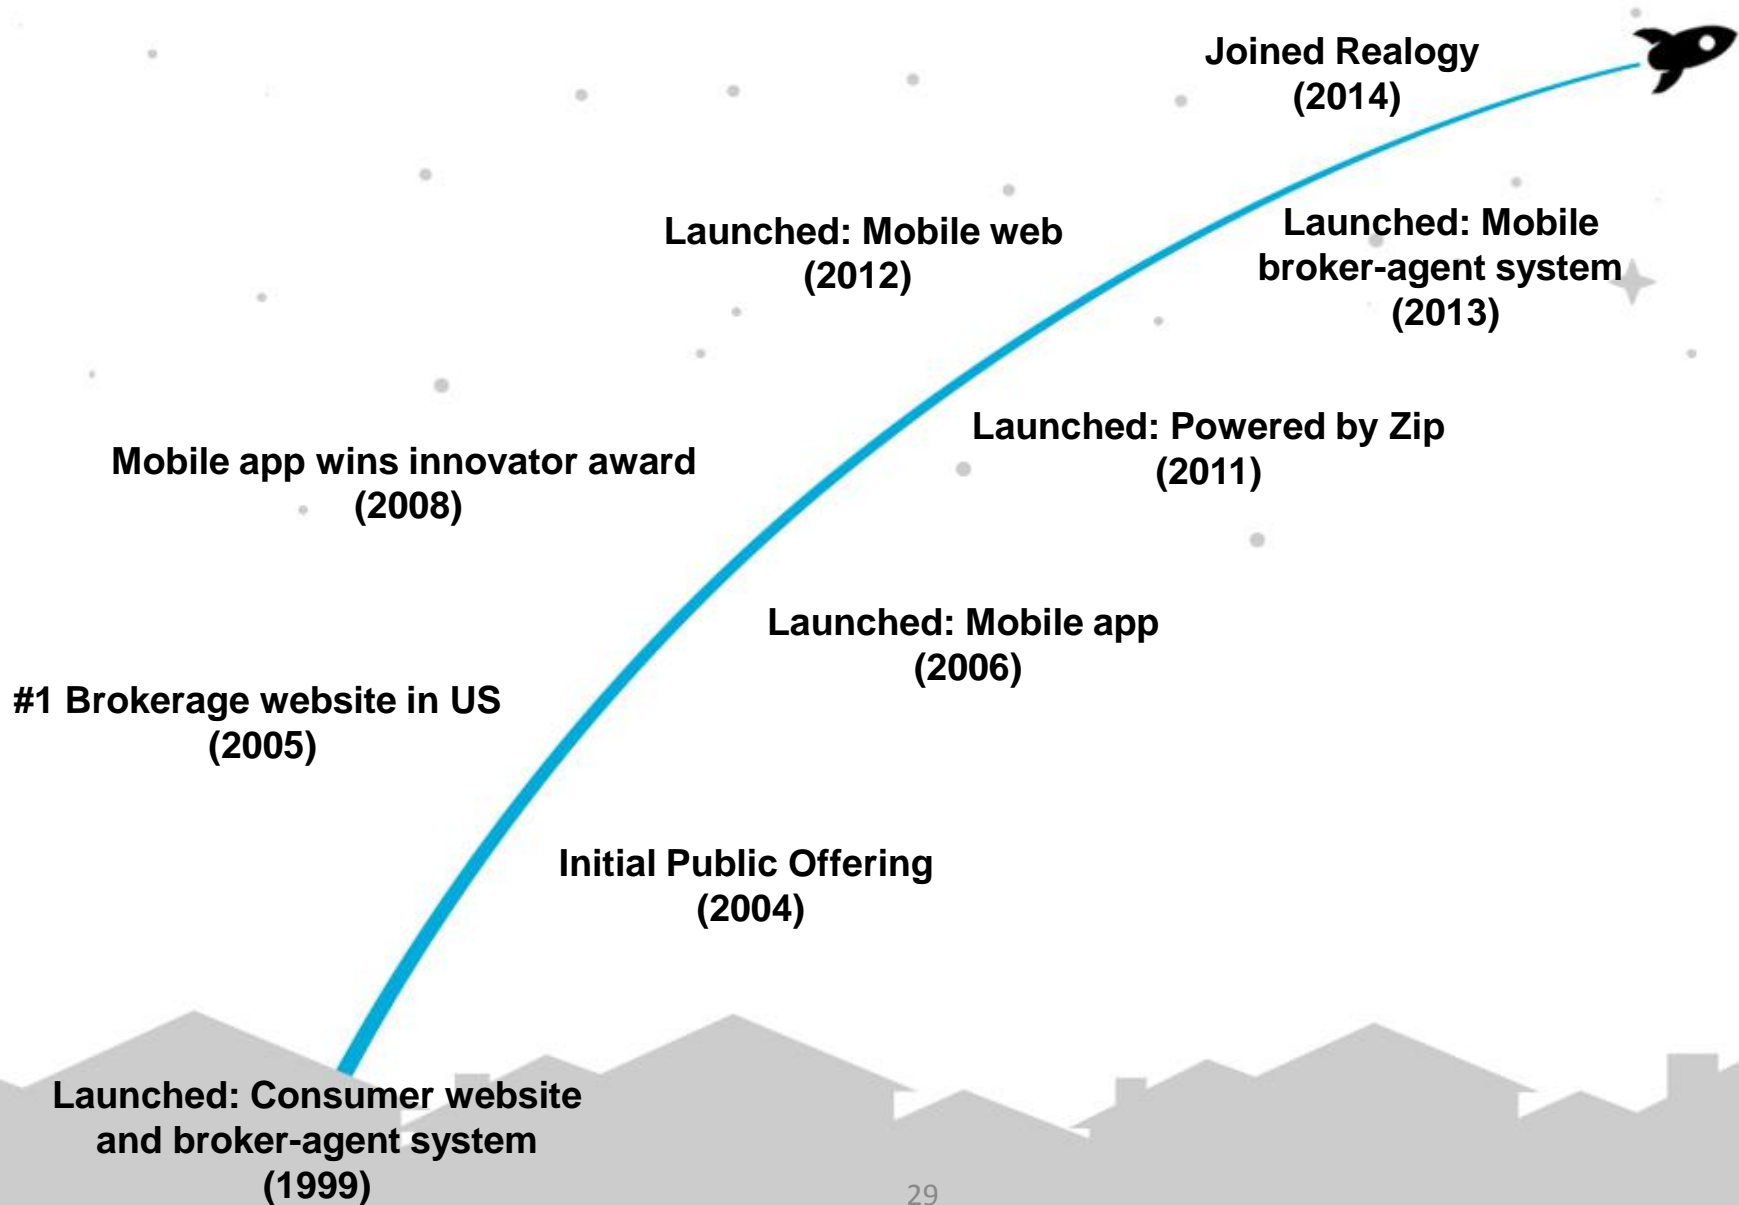 Joined Realogy
(2014)
Launched: Mobile web
(2012)
Launched: Mobile
broker-agent system
(2013)
Launched: Powered by Zip
(2011)
Mobile app wins innovator award
(2008)
Launched: Mobile app
(2006)
#1 Brokerage website in US
(2005)
Initial Public Offering
(2004)
Launched: Consumer website
and broker-agent system
(1999)
29